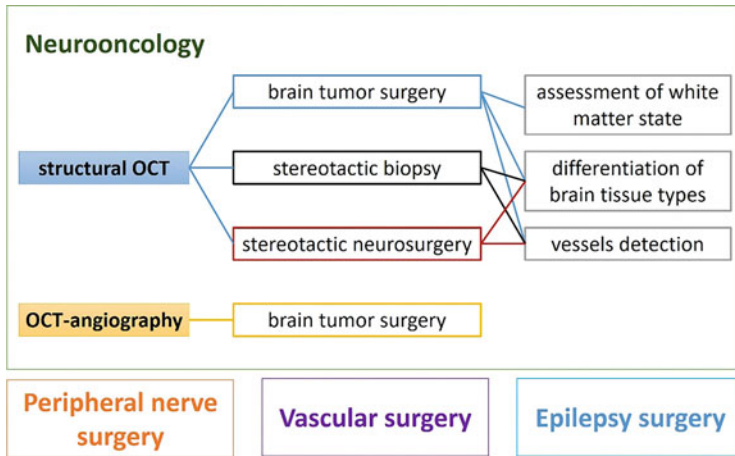 Neurooncology
brain tumor surgery
assessment of white
matter state
structural OCT
stereotactic biopsy
differentiation of
brain tissue types
stereotactic neurosurgery
vessels detection
OCT-angiography
brain tumor surgery
Peripheral nerve
surgery
Vascular surgery
Epilepsy surgery